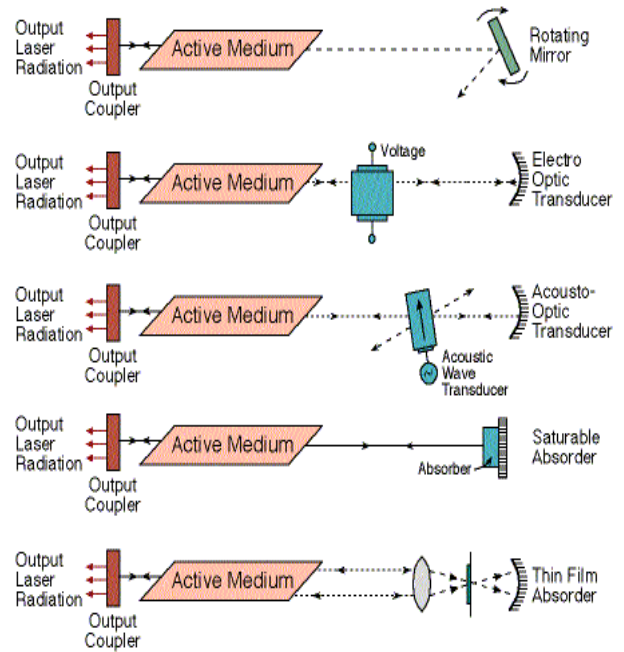 Output
Laser
Radiation
Output
Coupler
Active Medium
Rotating
Mirror
Output
Laser
Radiation
Output
Coupler
Active Medium
Voltage
Electro
Optic
Transducer
Output
Laser
Radiation
Output
Coupler
Active Medium
Acoustic
Wave
Transducer
Acousto-
Optic
Transducer
Output
Laser
Radiation
Output
Coupler
Active Medium
Absorber
Saturable
Absorder
Output
Laser
Radiation
Output
Coupler
Active Medium
Thin Film
Absorder